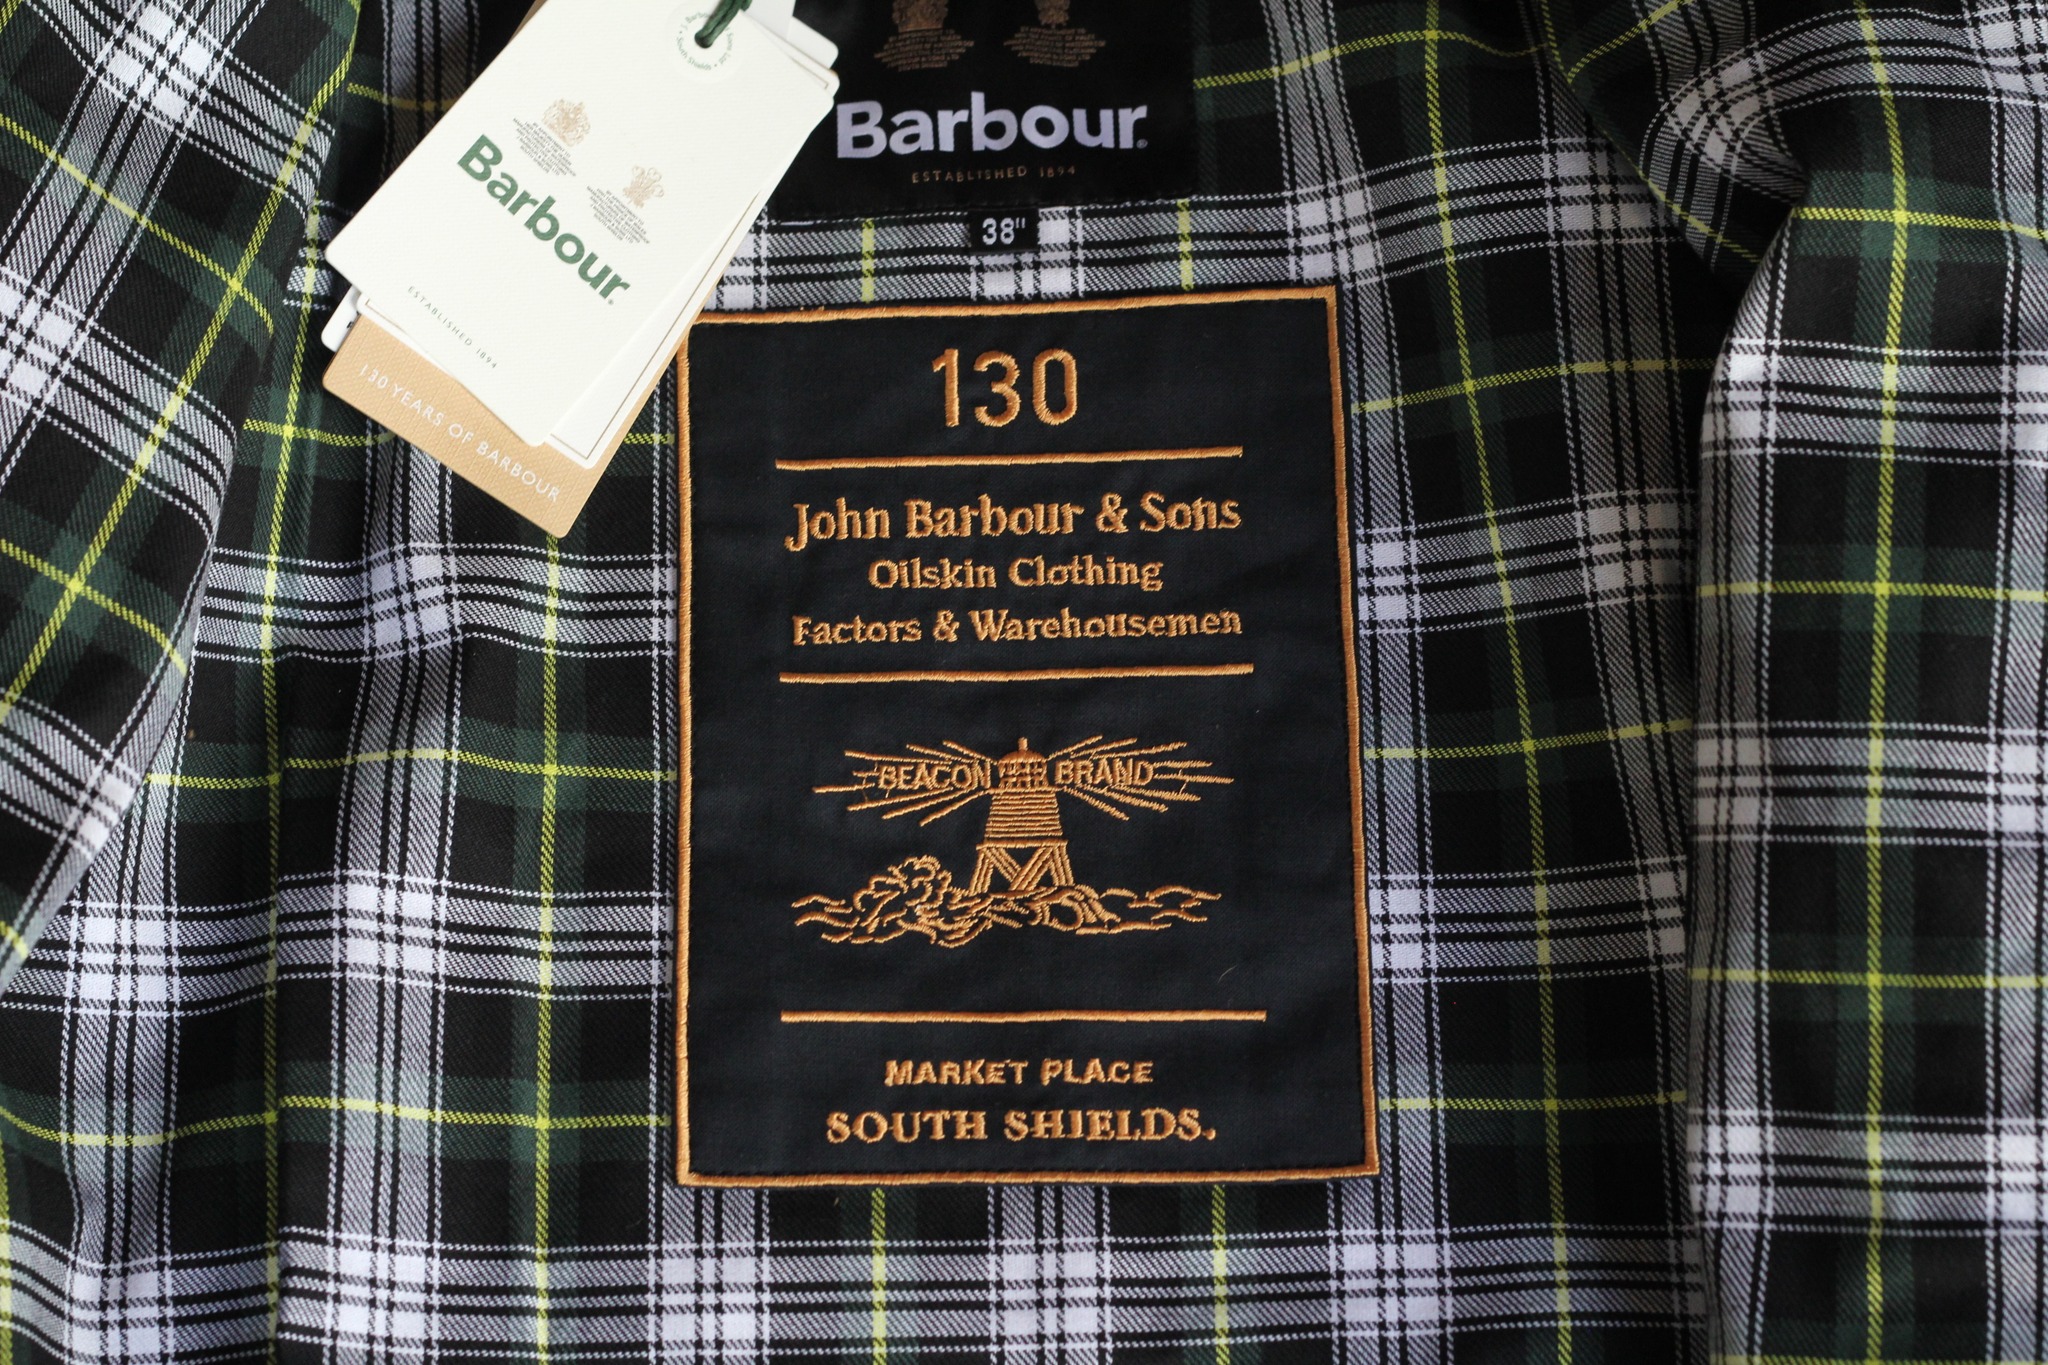 Barbour
ESTABLISHED 1894
130 YEARS OF BARBOUR
Barbour
ESTABLISHED 1894
38"
130
John Barbour & Sons
Oilskin Clothing
Factors & Warehousemen
BEACON BRAND
MARKET PLACE
SOUTH SHIELDS.